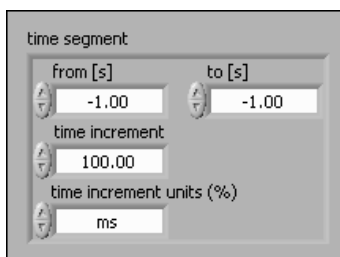 time segment
from [s] to [s]
-1.00 -1.00
time increment
100.00
time increment units (%)
ms